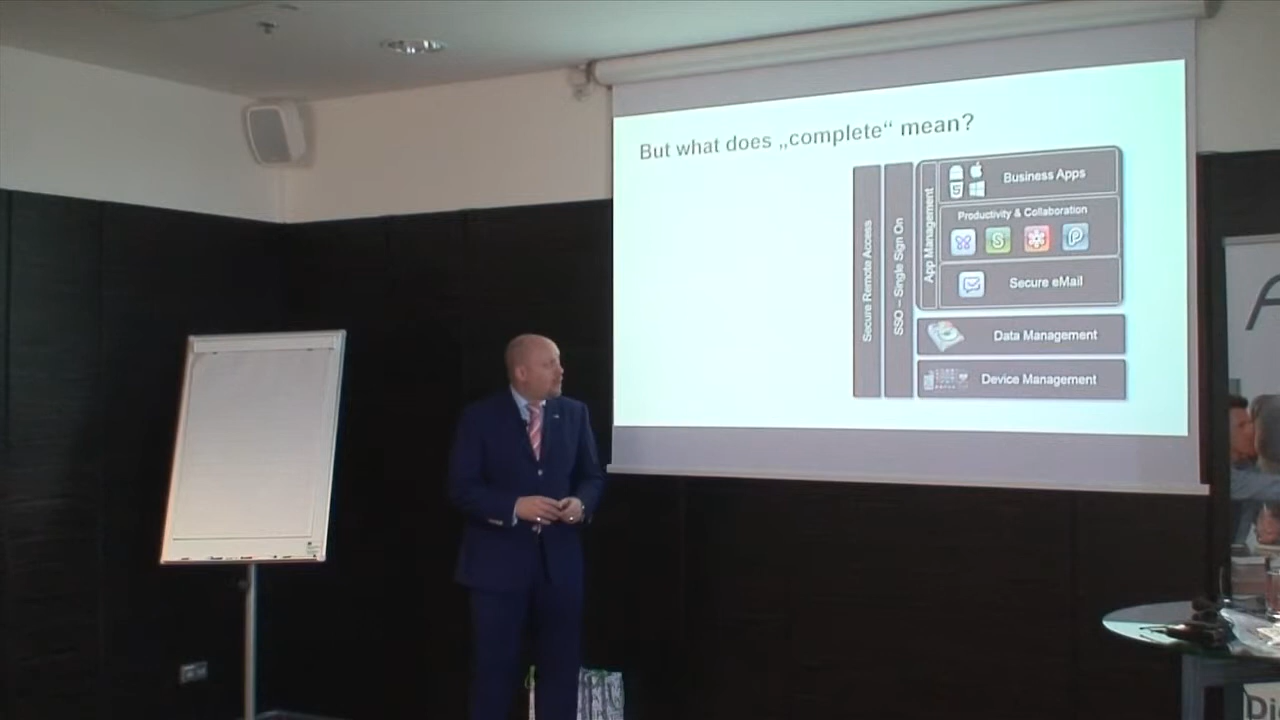 But what does „complete“ mean?
Secure Remote Access
SSO – Single Sign On
App Management
Business Apps
Productivity & Collaboration
Secure eMail
Data Management
Device Management